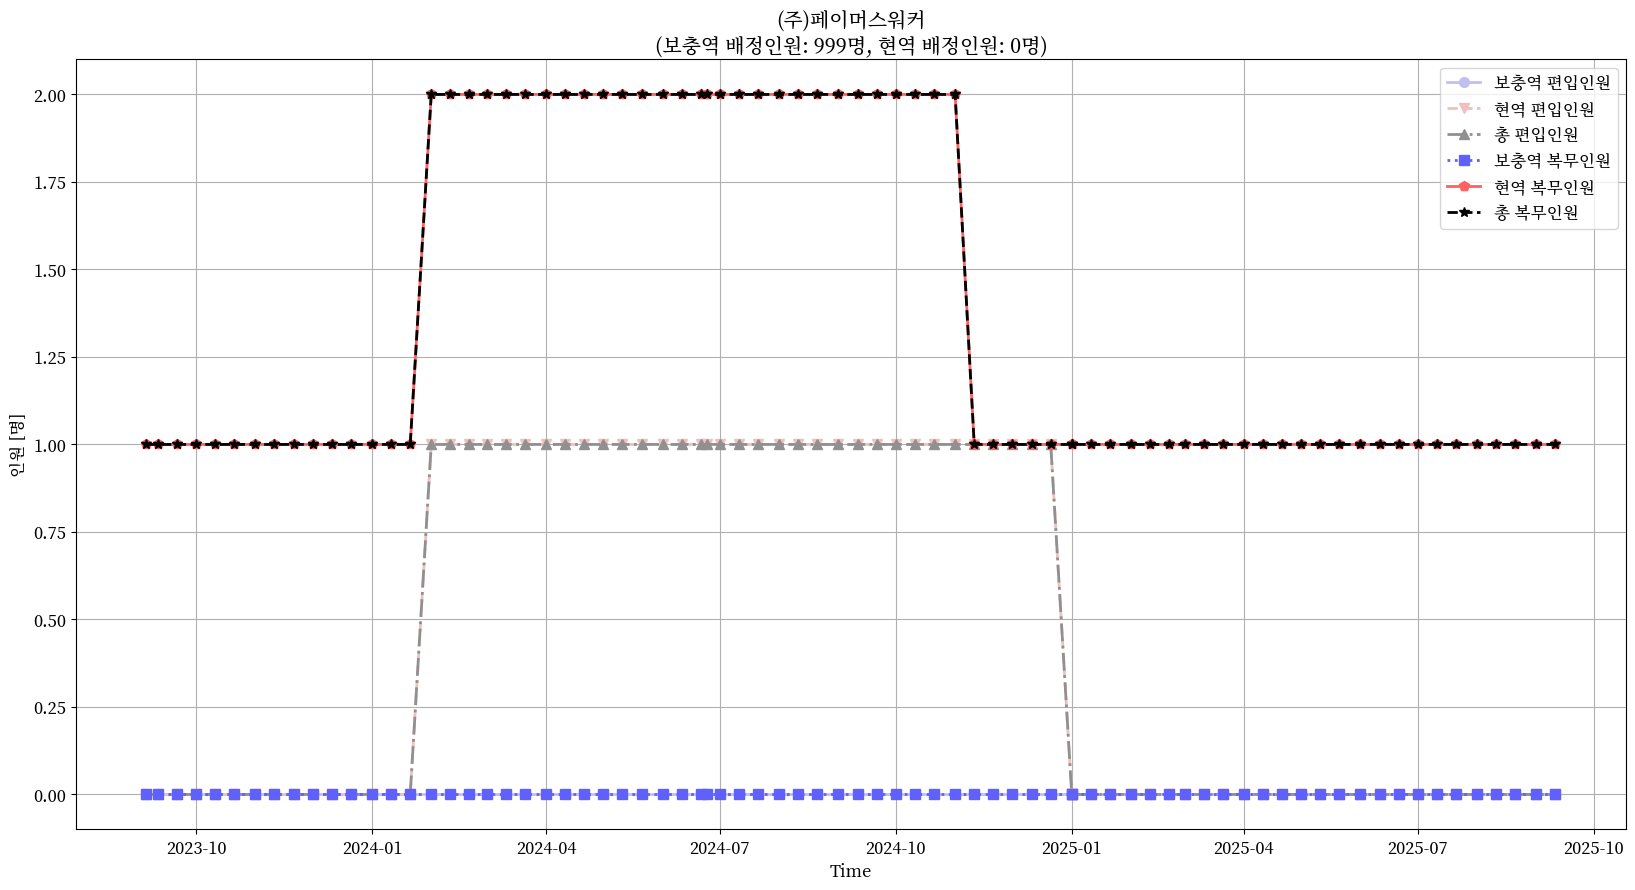 (주)페이머스워커
(보충역 배정인원: 999명, 현역 배정인원: 0명)
보충역 편입인원
현역 편입인원
총 편입인원
보충역 복무인원
현역 복무인원
총 복무인원
인원 [명]
2.00
1.75
1.50
1.25
1.00
0.75
0.50
0.25
0.00
2023-10
2024-01
2024-04
2024-07
2024-10
2025-01
2025-04
2025-07
2025-10
Time